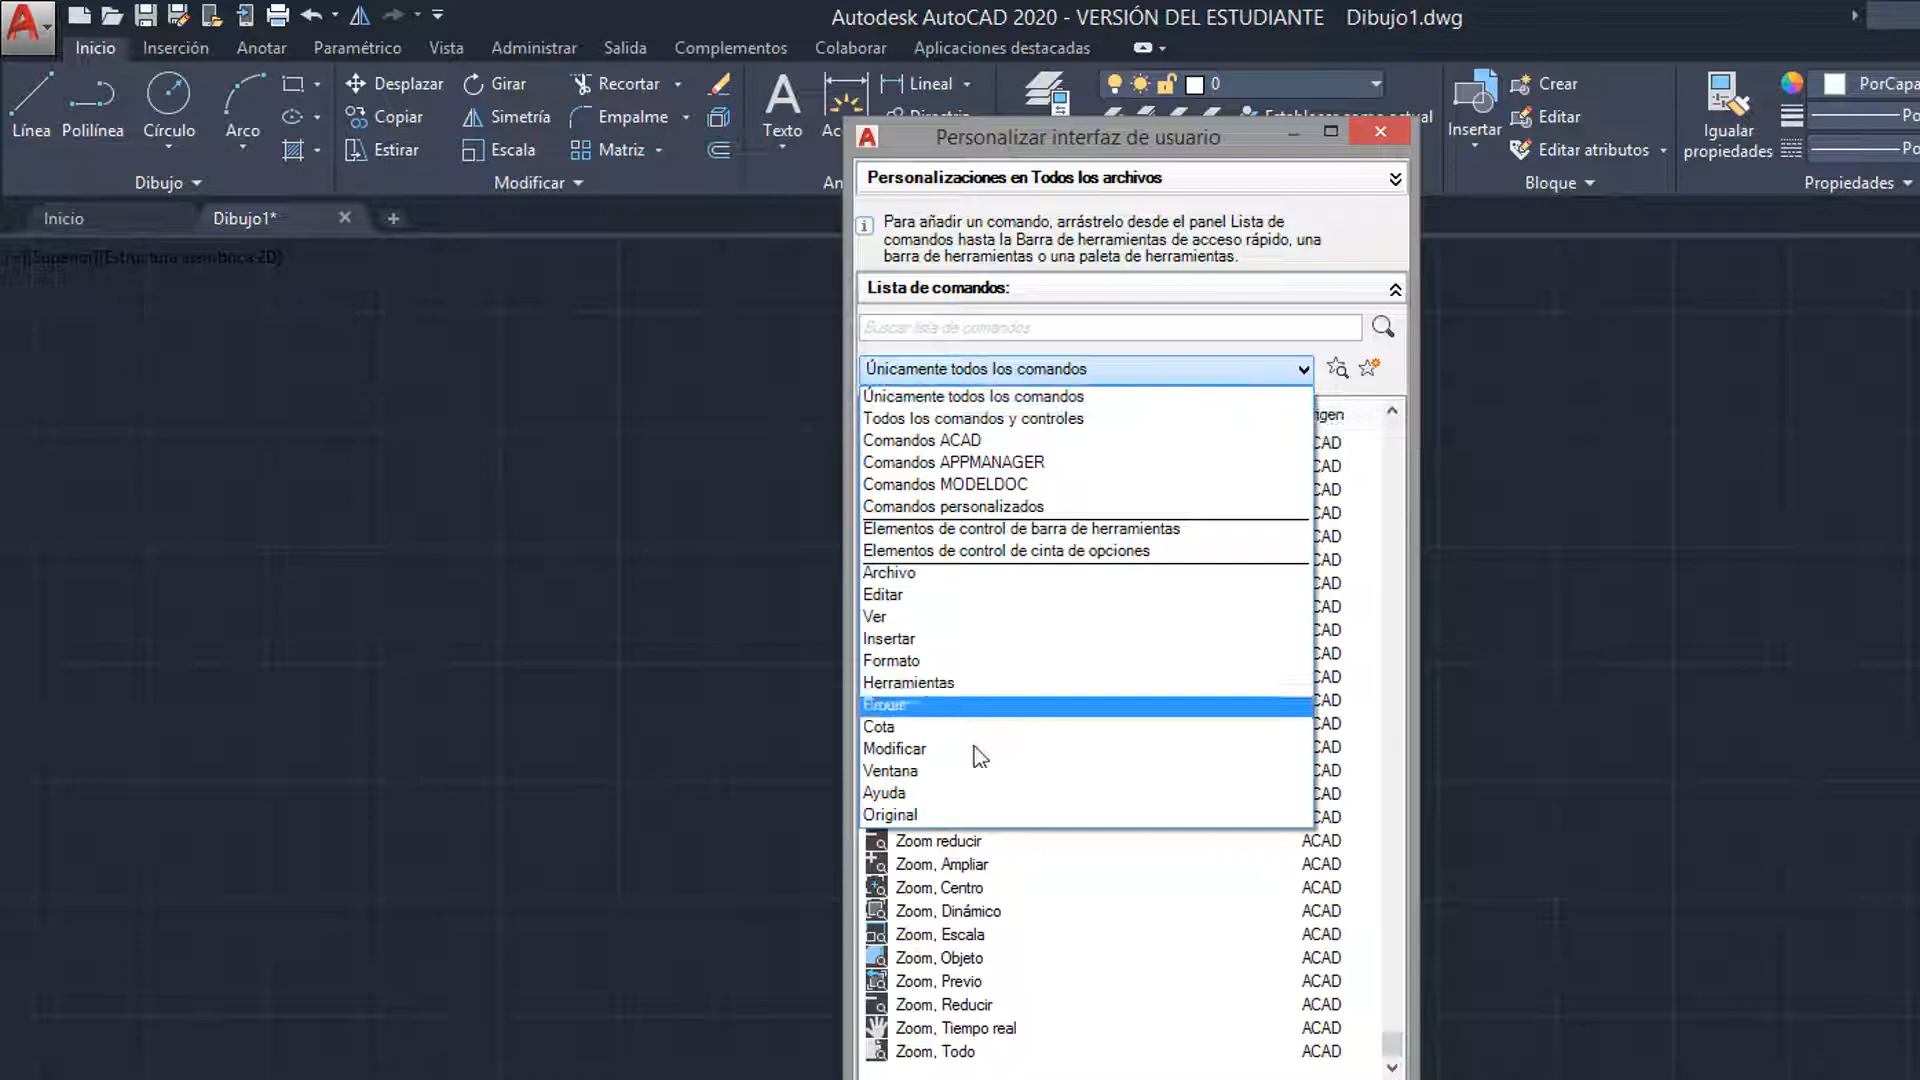 Autodesk AutoCAD 2020 - VERSIÓN DEL ESTUDIANTE Dibujo1.dwg
Inicio Inserción Anotar Paramétrico Vista Administrar Salida Complementos Colaborar Aplicaciones destacadas
Línea Polilínea Círculo Arco
Desplazar Girar Recortar
Copiar Simetría Empalme
Estirar Escala Matriz
Texto
Lineal
0
Insertar
Crear
Editar
Editar atributos
Igualar propiedades
PorCapa
Dibujo Modificar Bloque Propiedades
Inicio Dibujo1*
Personalizar interfaz de usuario
Personalizaciones en Todos los archivos
Para añadir un comando, arrástrelo desde el panel Lista de
comandos hasta la Barra de herramientas de acceso rápido, una
barra de herramientas o una paleta de herramientas.
Lista de comandos:
Buscar lista de comandos
Únicamente todos los comandos
Únicamente todos los comandos
Todos los comandos y controles
Comandos ACAD
Comandos APPMANAGER
Comandos MODELDOC
Comandos personalizados
Elementos de control de barra de herramientas
Elementos de control de cinta de opciones
Archivo
Editar
Ver
Insertar
Formato
Herramientas
Cota
Modificar
Ventana
Ayuda
Original
Zoom reducir ACAD
Zoom, Ampliar ACAD
Zoom, Centro ACAD
Zoom, Dinámico ACAD
Zoom, Escala ACAD
Zoom, Objeto ACAD
Zoom, Previo ACAD
Zoom, Reducir ACAD
Zoom, Tiempo real ACAD
Zoom, Todo ACAD